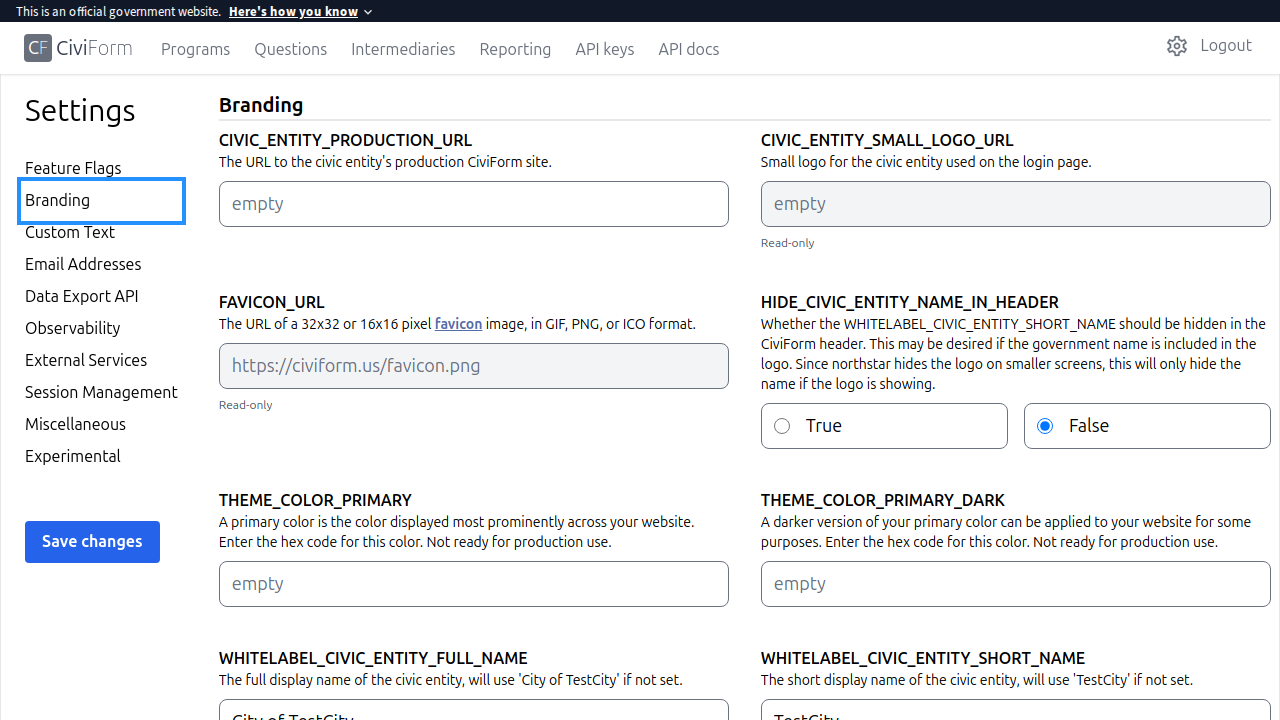 This is an official government website. Here's how you know
CF CiviForm Programs Questions Intermediaries Reporting API keys API docs Logout
Settings
Feature Flags
Branding
Custom Text
Email Addresses
Data Export API
Observability
External Services
Session Management
Miscellaneous
Experimental
Save changes
Branding
CIVIC_ENTITY_PRODUCTION_URL
The URL to the civic entity's production CiviForm site.
empty
CIVIC_ENTITY_SMALL_LOGO_URL
Small logo for the civic entity used on the login page.
empty
Read-only
FAVICON_URL
The URL of a 32x32 or 16x16 pixel favicon image, in GIF, PNG, or ICO format.
https://civiform.us/favicon.png
Read-only
HIDE_CIVIC_ENTITY_NAME_IN_HEADER
Whether the WHITELABEL_CIVIC_ENTITY_SHORT_NAME should be hidden in the
CiviForm header. This may be desired if the government name is included in the
logo. Since northstar hides the logo on smaller screens, this will only hide the
name if the logo is showing.
True False
THEME_COLOR_PRIMARY
A primary color is the color displayed most prominently across your website.
Enter the hex code for this color. Not ready for production use.
empty
THEME_COLOR_PRIMARY_DARK
A darker version of your primary color can be applied to your website for some
purposes. Enter the hex code for this color. Not ready for production use.
empty
WHITELABEL_CIVIC_ENTITY_FULL_NAME
The full display name of the civic entity, will use 'City of TestCity' if not set.
City of TestCity
WHITELABEL_CIVIC_ENTITY_SHORT_NAME
The short display name of the civic entity, will use 'TestCity' if not set.
TestCity